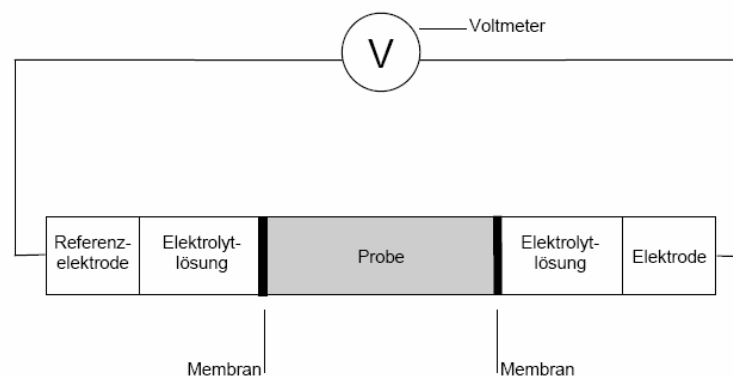 Voltmeter
V
Referenz-
elektrode
Elektrolyt-
lösung
Probe
Elektrolyt-
lösung
Elektrode
Membran
Membran